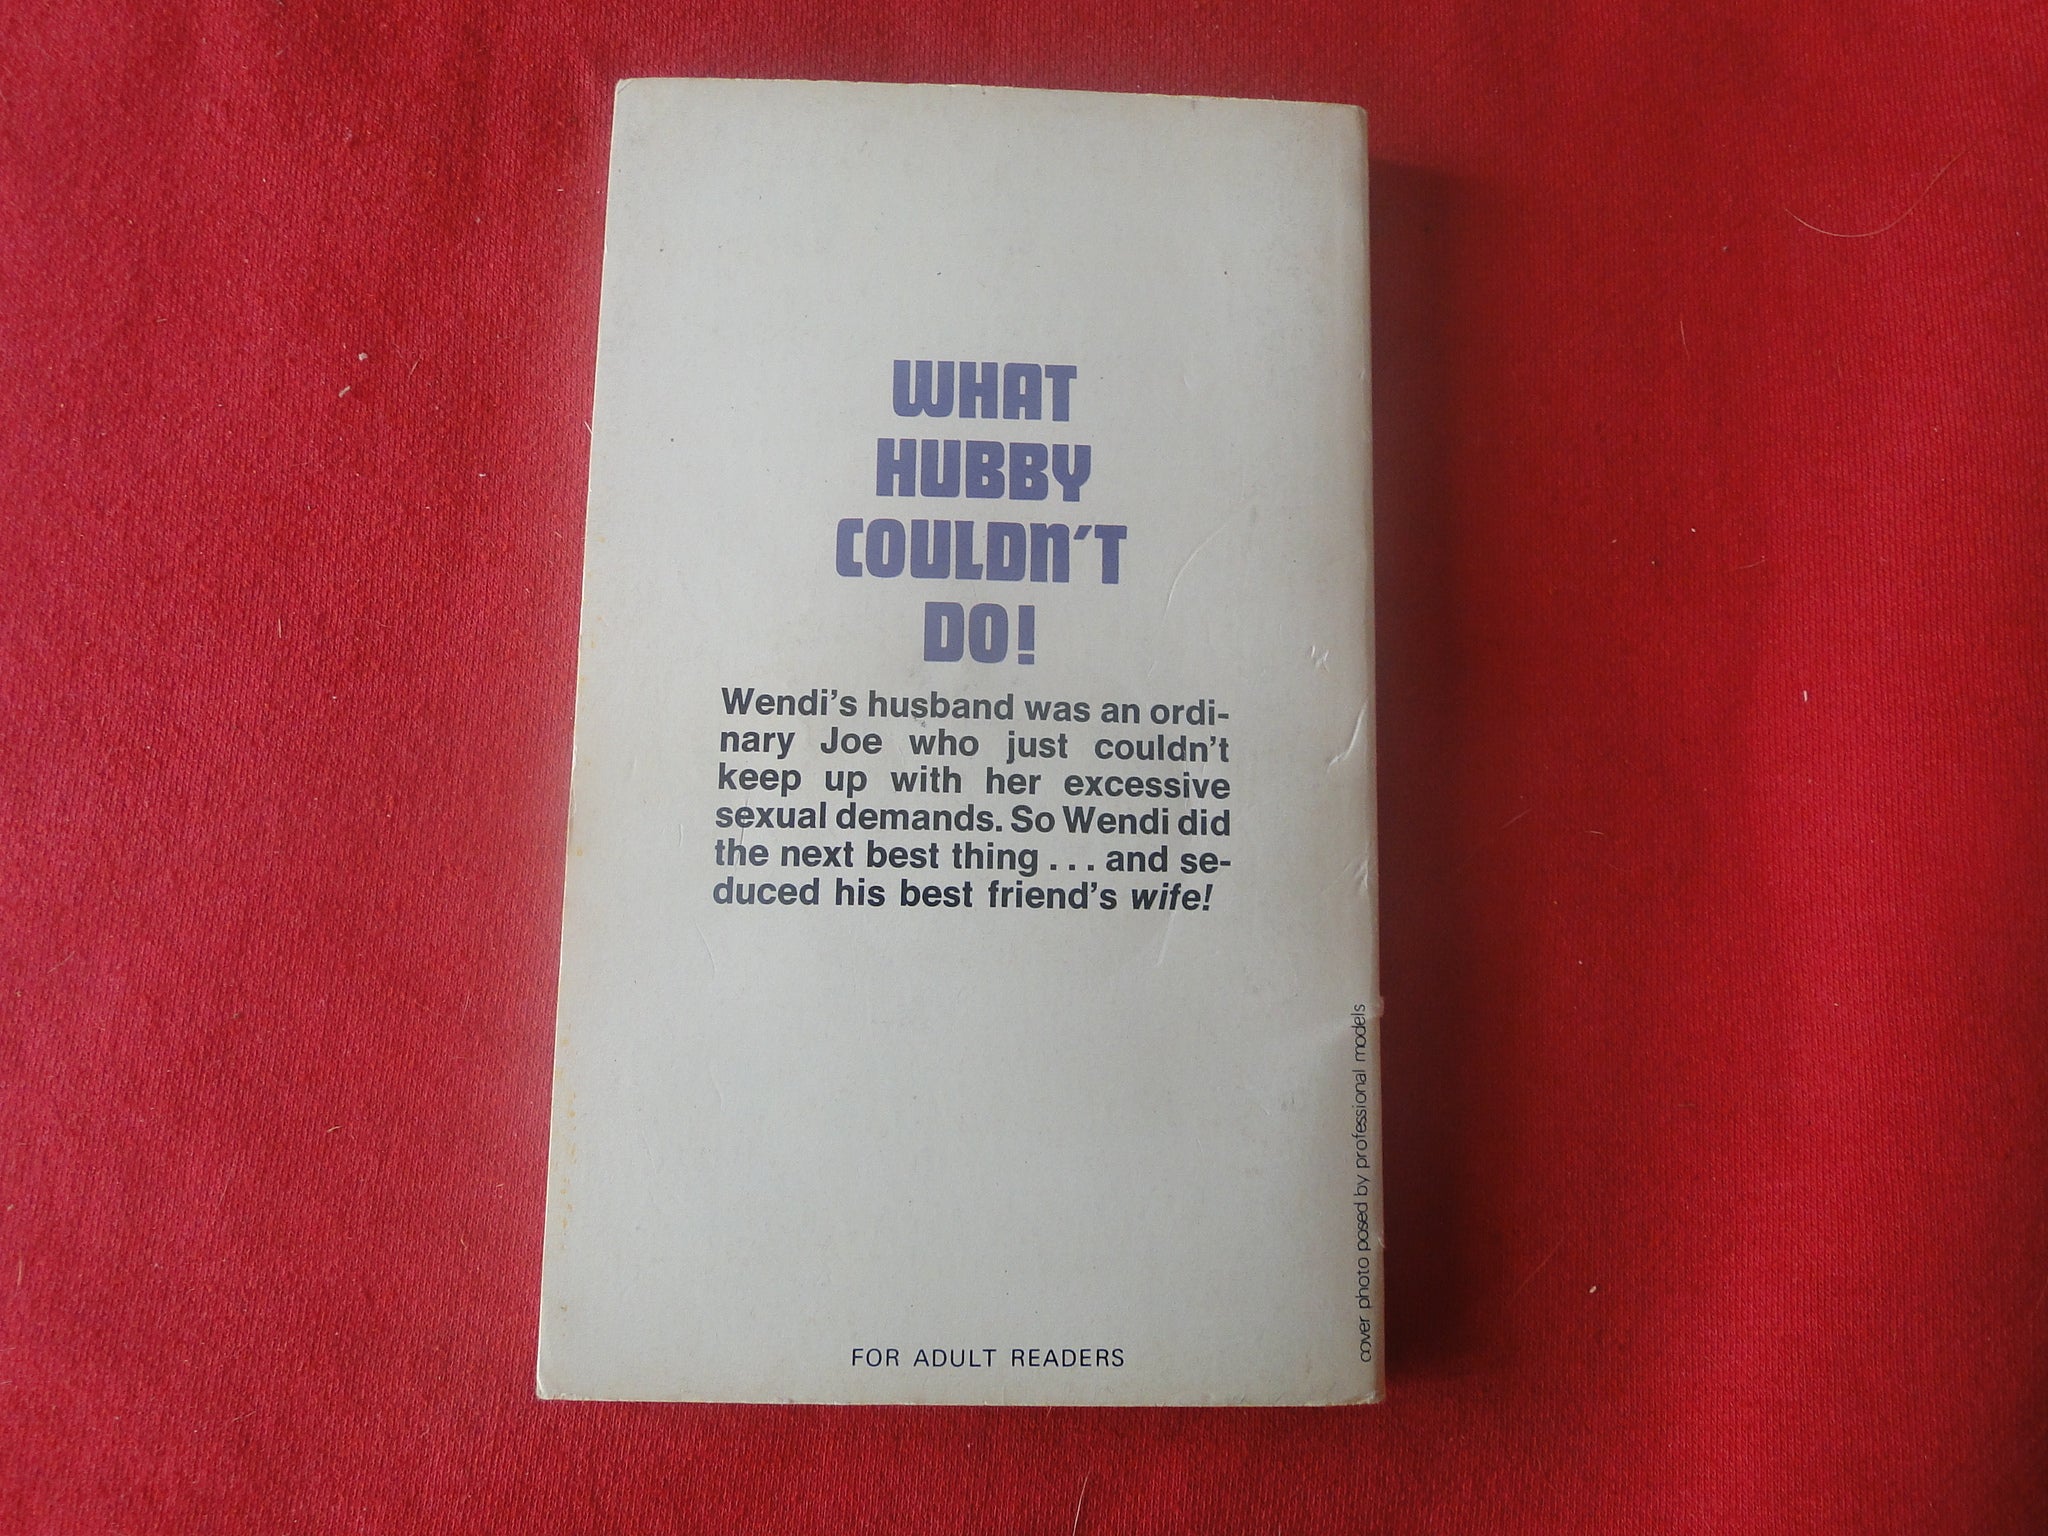 WHAT
HUBBY
COULDN'T
DO!
Wendi's husband was an ordi-
nary Joe who just couldn't
keep up with her excessive
sexual demands. So Wendi did
the next best thing . . . and se-
duced his best friend's wife!
cover photo posed by professional models
FOR ADULT READERS